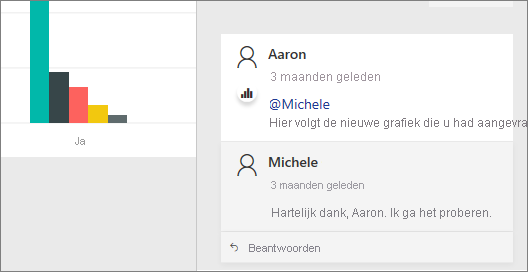 Ja
Aaron
3 maanden geleden
@Michele
Hier volgt de nieuwe grafiek die u had aangevra
Michele
3 maanden geleden
Hartelijk dank, Aaron. Ik ga het proberen.
Beantwoorden